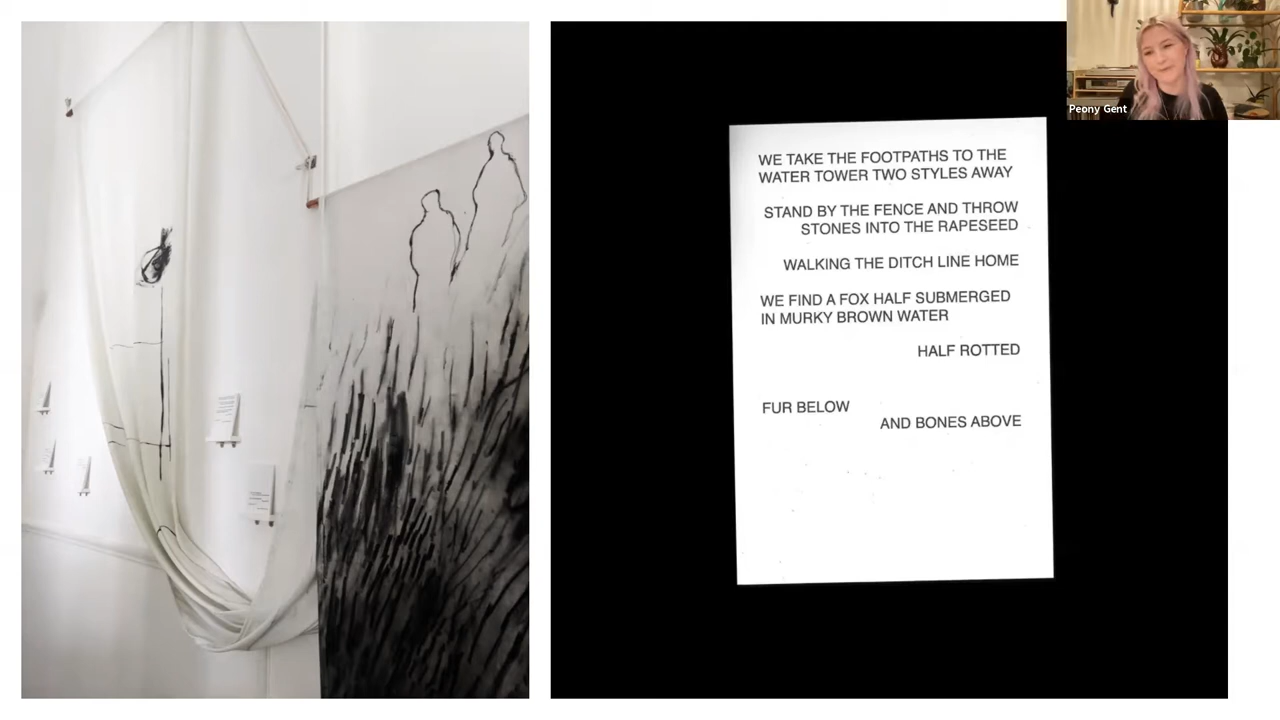 Peony Gent
WE TAKE THE FOOTPATHS TO THE
WATER TOWER TWO STYLES AWAY
STAND BY THE FENCE AND THROW
STONES INTO THE RAPESEED
WALKING THE DITCH LINE HOME
WE FIND A FOX HALF SUBMERGED
IN MURKY BROWN WATER
HALF ROTTED
FUR BELOW
AND BONES ABOVE